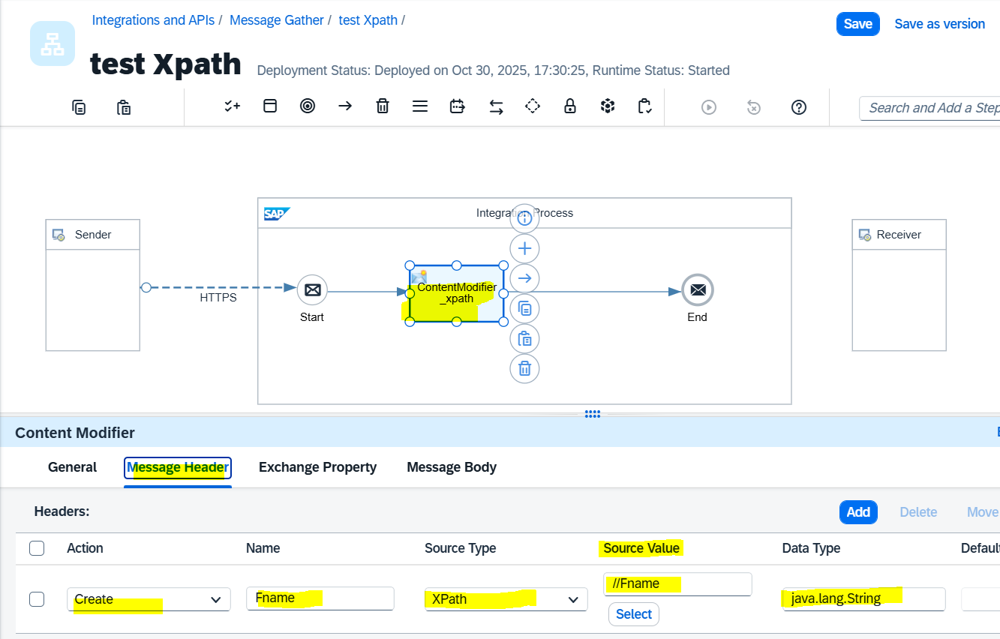 Integrations and APIs / Message Gather / test Xpath /
Save
Save as version
test Xpath
Deployment Status: Deployed on Oct 30, 2025, 17:30:25, Runtime Status: Started
Search and Add a Step
SAP
Integration Process
Sender
Receiver
HTTPS
ContentModifier
_xpath
Start
End
Content Modifier
General
Message Header
Exchange Property
Message Body
Headers:
Add
Delete
Move
Action
Name
Source Type
Source Value
Data Type
Default
Create
Fname
XPath
//Fname
java.lang.String
Select